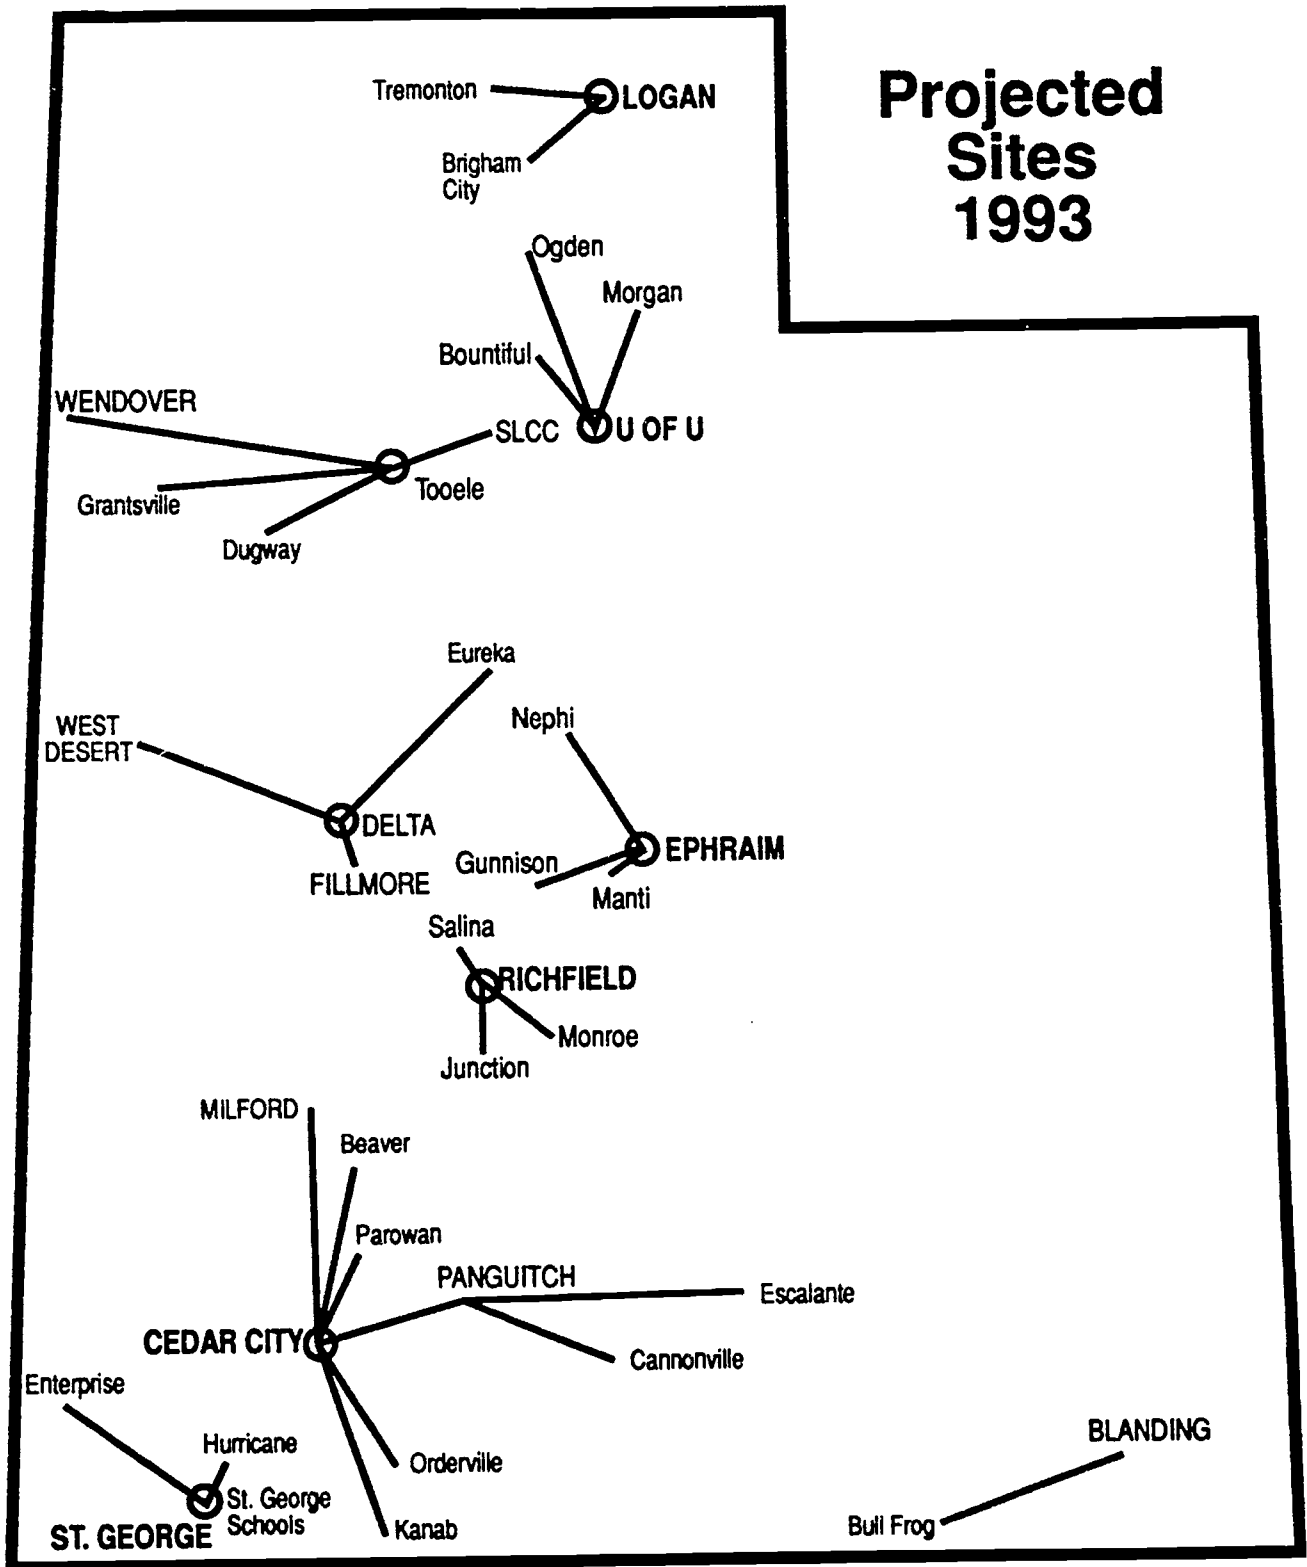 Projected
Sites
1993
Tremonton
LOGAN
Brigham
City
Ogden
Morgan
Bountiful
WENDOVER
SLCC
U OF U
Grantsville
Tooele
Dugway
Eureka
Nephi
WEST
DESERT
DELTA
EPHRAIM
Gunnison
FILLMORE
Manti
Salina
RICHFIELD
Monroe
Junction
MILFORD
Beaver
Parowan
PANGUITCH
Escalante
CEDAR CITY
Cannonville
Enterprise
BLANDING
Hurricane
Orderville
St. George
Schools
ST. GEORGE
Kanab
Bull Frog